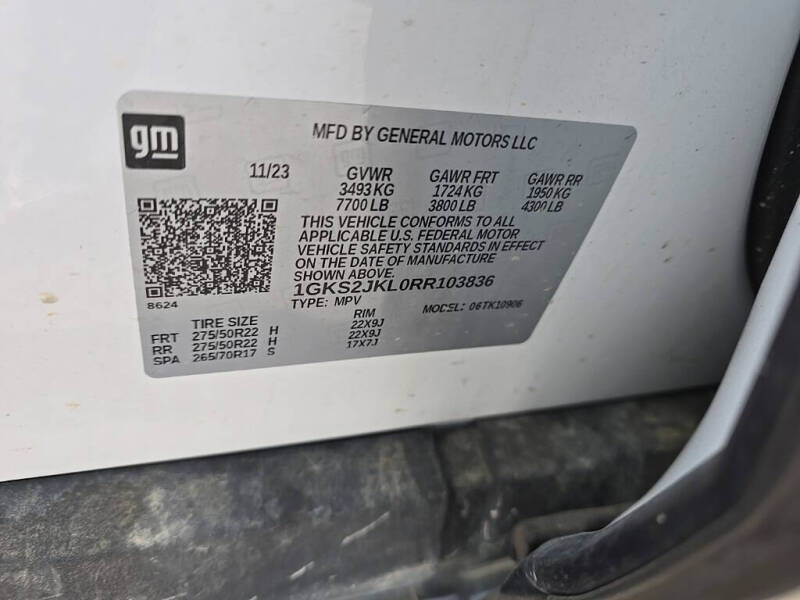 gm
MFD BY GENERAL MOTORS LLC
11/23 GVWR GAWR FRT GAWR RR
3493 KG 1724 KG 1950 KG
7700 LB 3800 LB 4300 LB
THIS VEHICLE CONFORMS TO ALL
APPLICABLE U.S. FEDERAL MOTOR
VEHICLE SAFETY STANDARDS IN EFFECT
ON THE DATE OF MANUFACTURE
SHOWN ABOVE.
1GKS2JKL0RR103836
8624
TYPE: MPV MODEL: 06TK10906
TIRE SIZE RIM
FRT 275/50R22 H 22X9J
RR 275/50R22 H 22X9J
SPA 265/70R17 S 17X7J